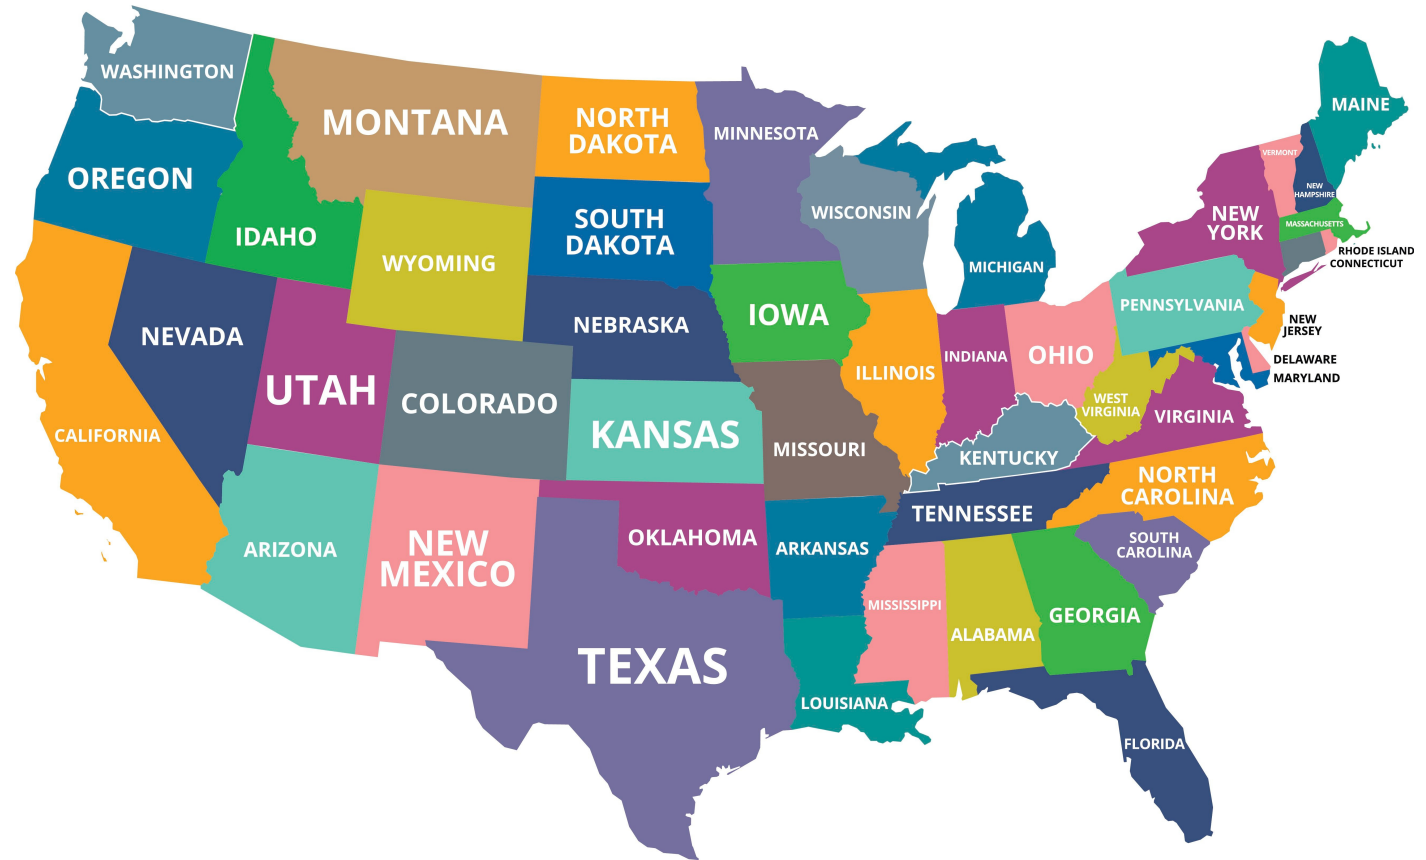 WASHINGTON
MONTANA
NORTH
DAKOTA
MINNESOTA
MAINE
VERMONT
NEW
HAMPSHIRE
OREGON
IDAHO
WYOMING
SOUTH
DAKOTA
WISCONSIN
MICHIGAN
NEW
YORK
MASSACHUSETTS
RHODE ISLAND
CONNECTICUT
NEVADA
UTAH
COLORADO
NEBRASKA
IOWA
ILLINOIS
INDIANA
OHIO
PENNSYLVANIA
NEW
JERSEY
DELAWARE
MARYLAND
CALIFORNIA
KANSAS
MISSOURI
KENTUCKY
WEST
VIRGINIA
VIRGINIA
ARIZONA
NEW
MEXICO
OKLAHOMA
ARKANSAS
TENNESSEE
NORTH
CAROLINA
SOUTH
CAROLINA
TEXAS
LOUISIANA
MISSISSIPPI
ALABAMA
GEORGIA
FLORIDA